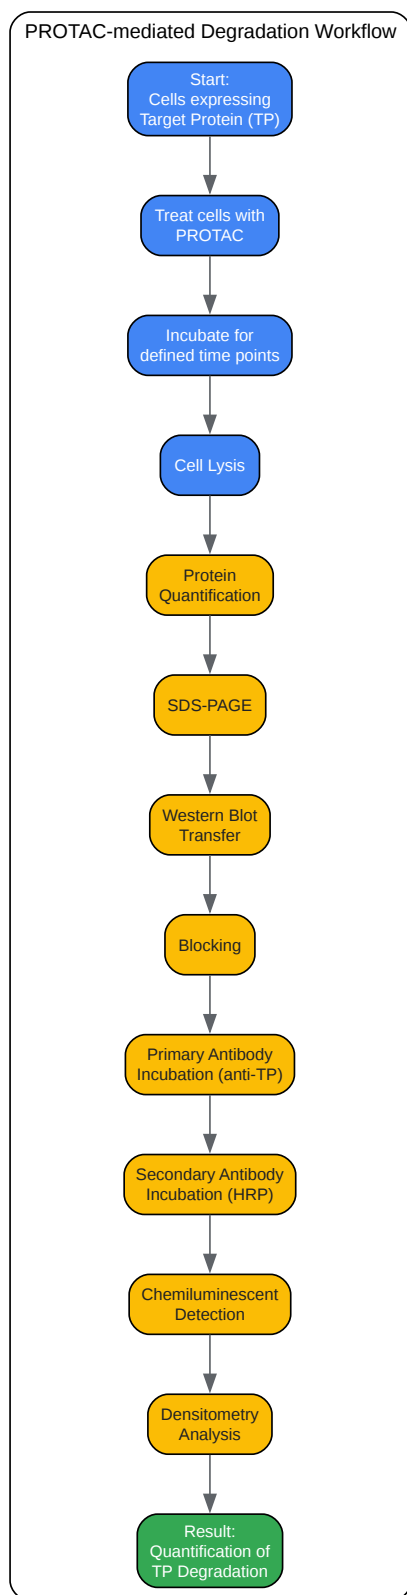 PROTAC-mediated Degradation Workflow
Start:
Cells expressing
Target Protein (TP)
Treat cells with
PROTAC
Incubate for
defined time points
Cell Lysis
Protein
Quantification
SDS-PAGE
Western Blot
Transfer
Blocking
Primary Antibody
Incubation (anti-TP)
Secondary Antibody
Incubation (HRP)
Chemiluminescent
Detection
Densitometry
Analysis
Result:
Quantification of
TP Degradation